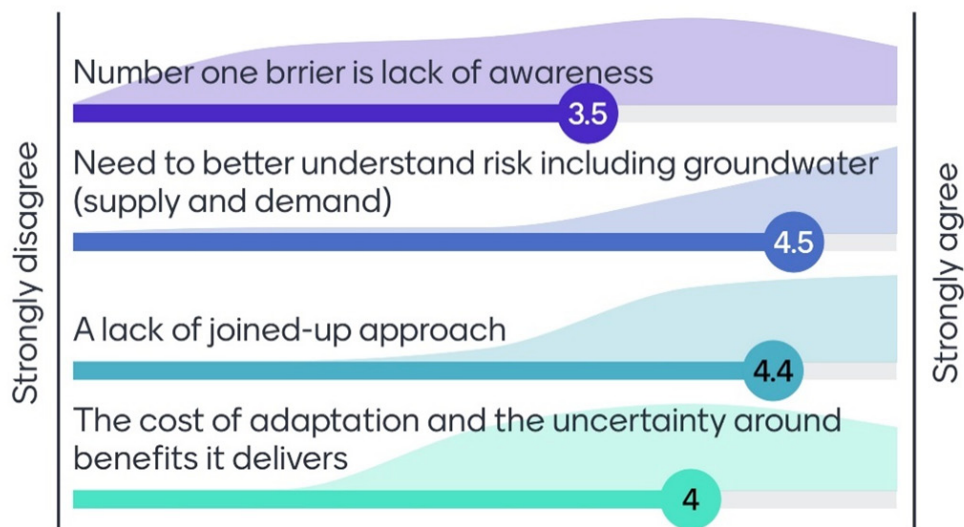 Strongly disagree
Number one brrier is lack of awareness
3.5
Need to better understand risk including groundwater
(supply and demand)
4.5
A lack of joined-up approach
4.4
The cost of adaptation and the uncertainty around
benefits it delivers
4
Strongly agree